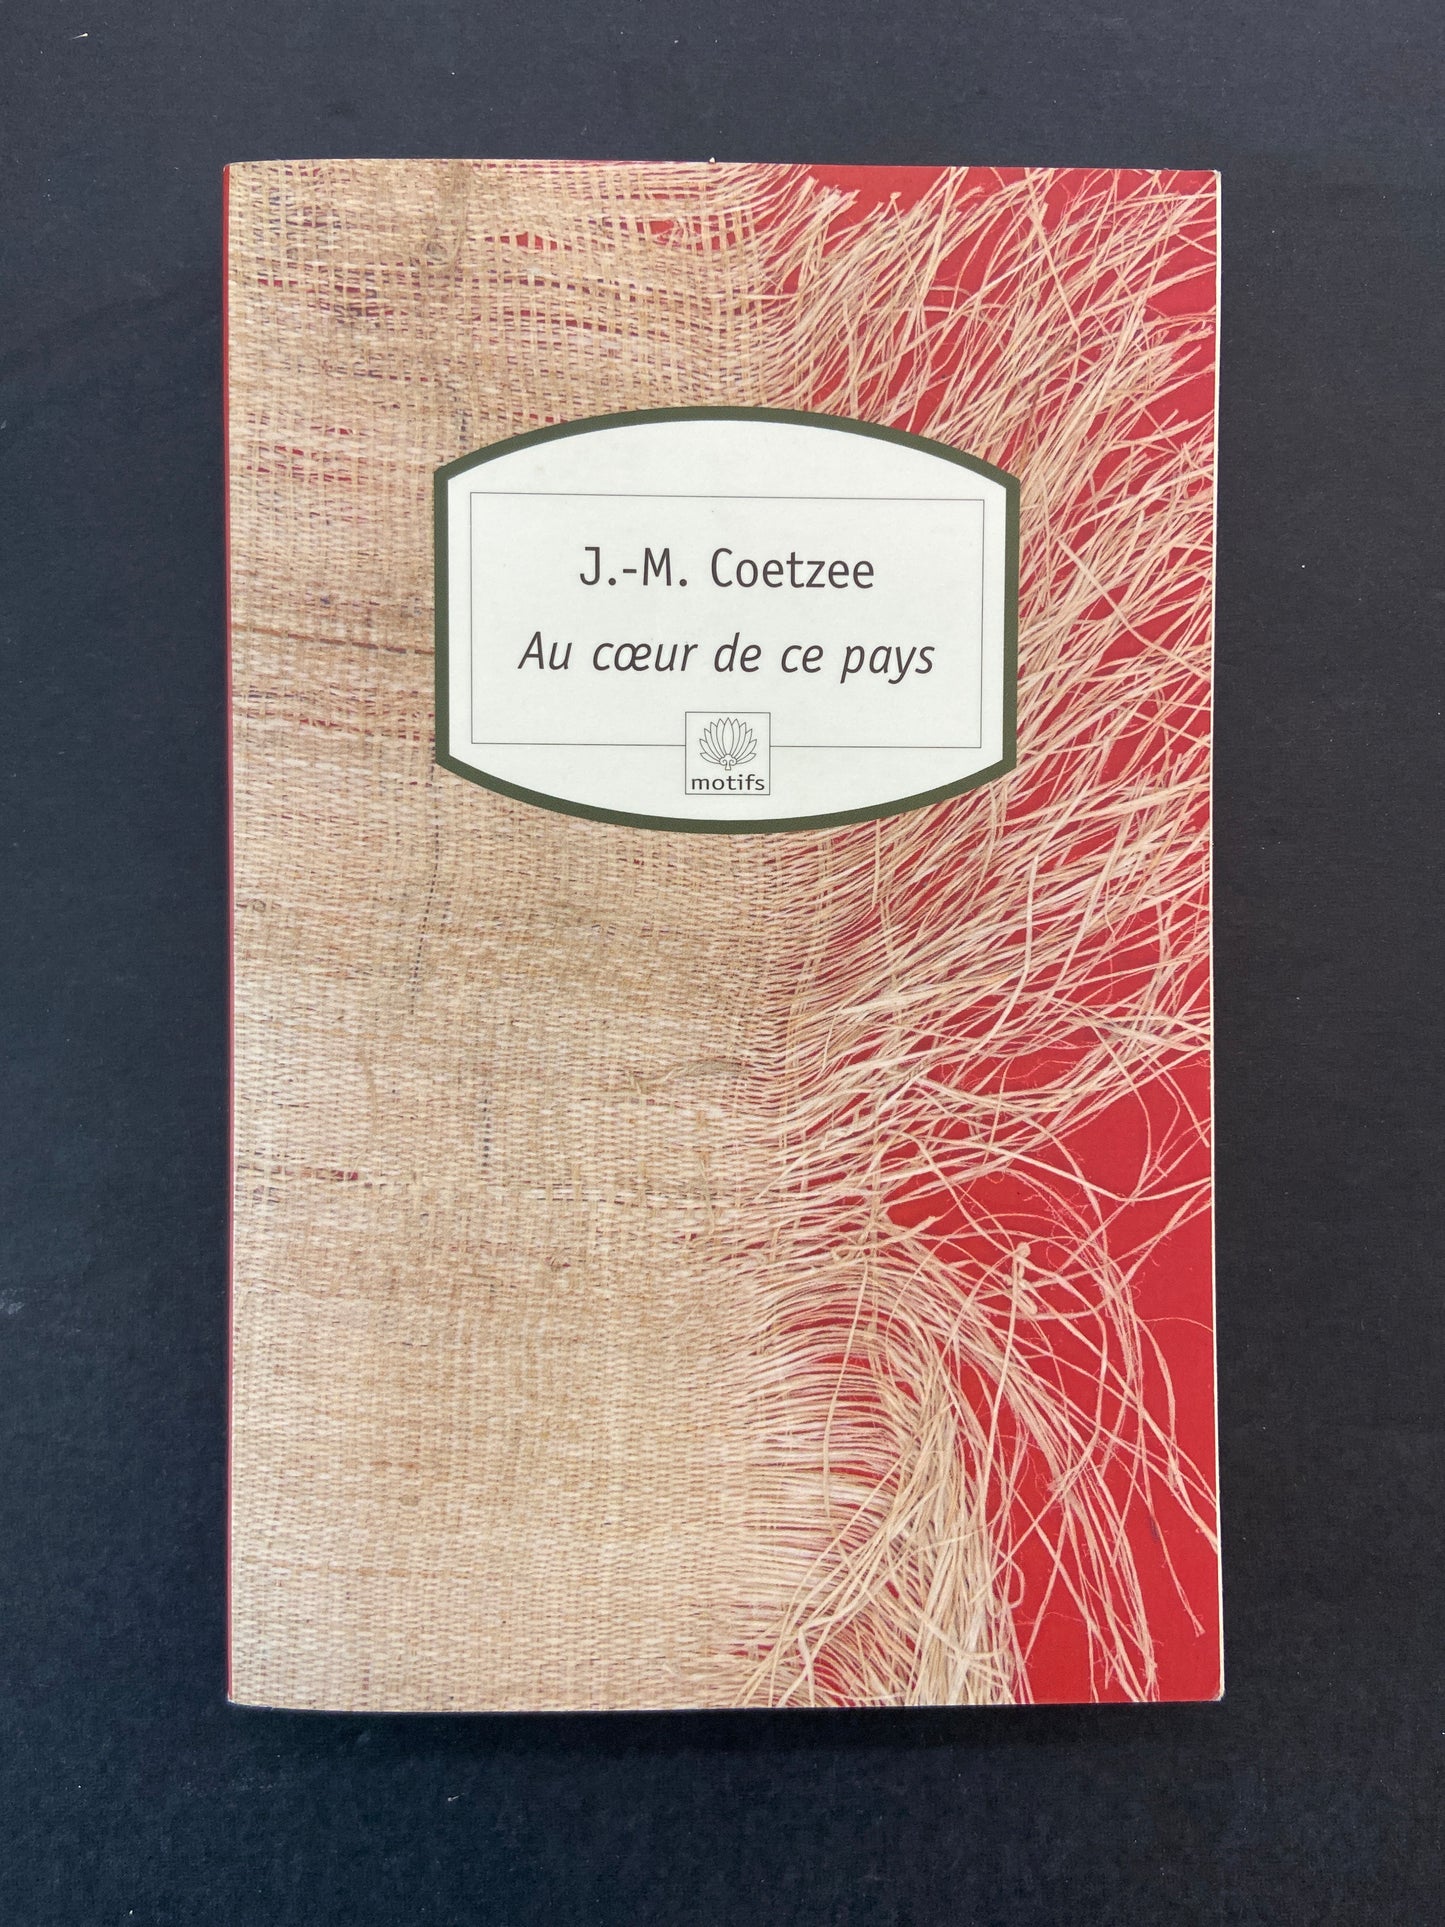 J.-M. Coetzee
Au cœur de ce pays
motifs